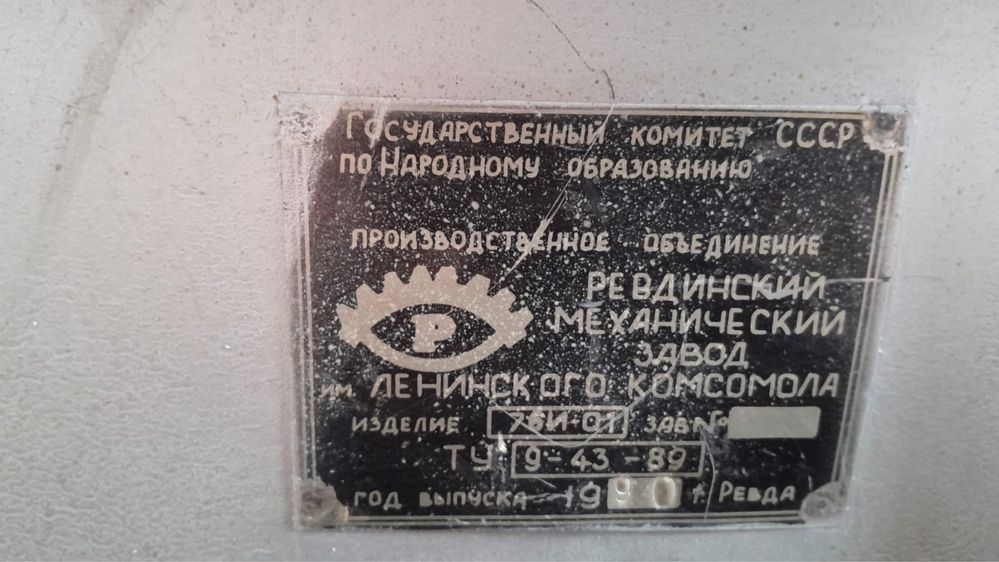 Государственный комитет СССР
по Народному образованию
производственное объединение
Ревдинский
механический
Р
завод
им. Ленинского комсомола
изделие 76И-01 зав №
ТУ 9-43-89
год выпуска 1990 г Ревда